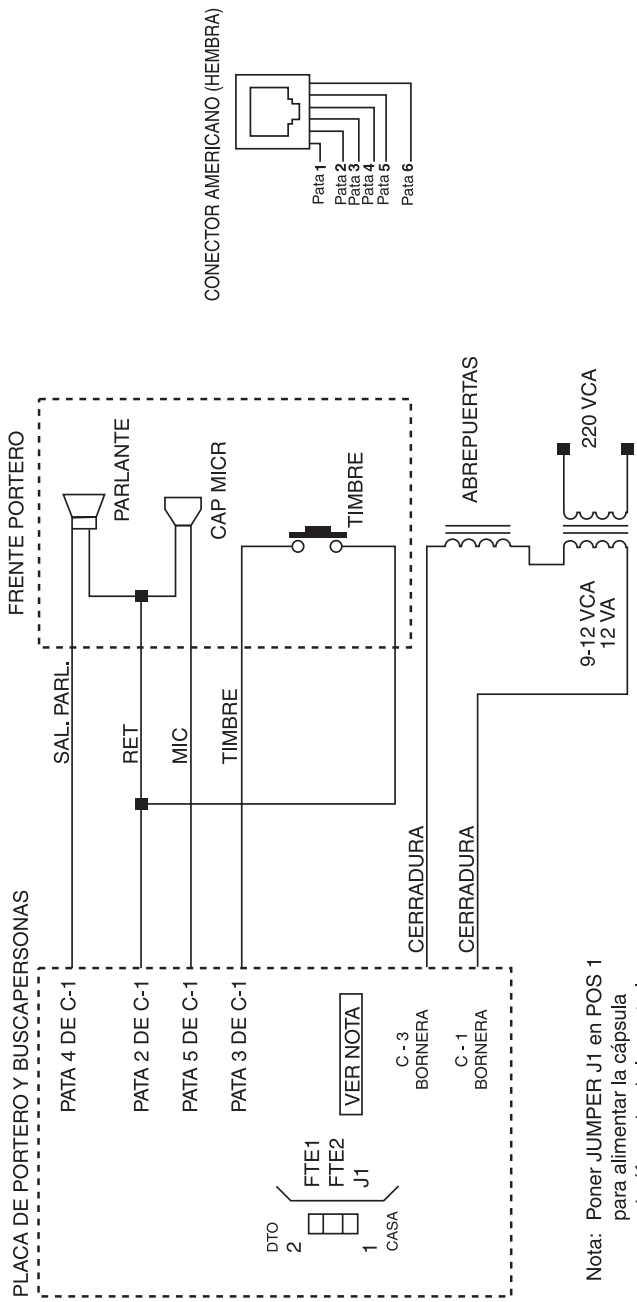 PLACA DE PORTERO Y BUSCAPERSONAS
FRENTE PORTERO
CONECTOR AMERICANO (HEMBRA)
PATA 4 DE C-1
SAL. PARL.
PARLANTE
PATA 2 DE C-1
RET
PATA 5 DE C-1
MIC
CAP MICR
PATA 3 DE C-1
TIMBRE
TIMBRE
Pata 1
Pata 2
Pata 3
Pata 4
Pata 5
Pata 6
DTO
2
1
CASA
FTE1
FTE2
J1
VER NOTA
C - 3
BORNERA
CERRADURA
C - 1
BORNERA
CERRADURA
ABREPUERTAS
9-12 VCA
12 VA
220 VCA
Nota: Poner JUMPER J1 en POS 1
para alimentar la cápsula